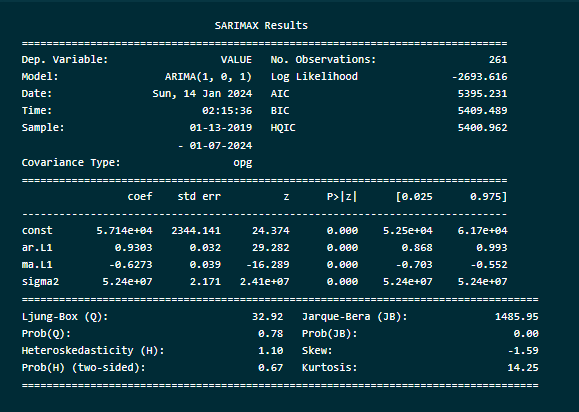 SARIMAX Results
==============================================================================
Dep. Variable: VALUE No. Observations: 261
Model: ARIMA(1, 0, 1) Log Likelihood -2693.616
Date: Sun, 14 Jan 2024 AIC 5395.231
Time: 02:15:36 BIC 5409.489
Sample: 01-13-2019 HQIC 5400.962
- 01-07-2024
Covariance Type: opg
==============================================================================
coef std err z P>|z| [0.025 0.975]
------------------------------------------------------------------------------
const 5.714e+04 2344.141 24.374 0.000 5.25e+04 6.17e+04
ar.L1 0.9303 0.032 29.282 0.000 0.868 0.993
ma.L1 -0.6273 0.039 -16.289 0.000 -0.703 -0.552
sigma2 5.24e+07 2.171 2.41e+07 0.000 5.24e+07 5.24e+07
===================================================================================
Ljung-Box (Q): 32.92 Jarque-Bera (JB): 1485.95
Prob(Q): 0.78 Prob(JB): 0.00
Heteroskedasticity (H): 1.10 Skew: -1.59
Prob(H) (two-sided): 0.67 Kurtosis: 14.25
===================================================================================